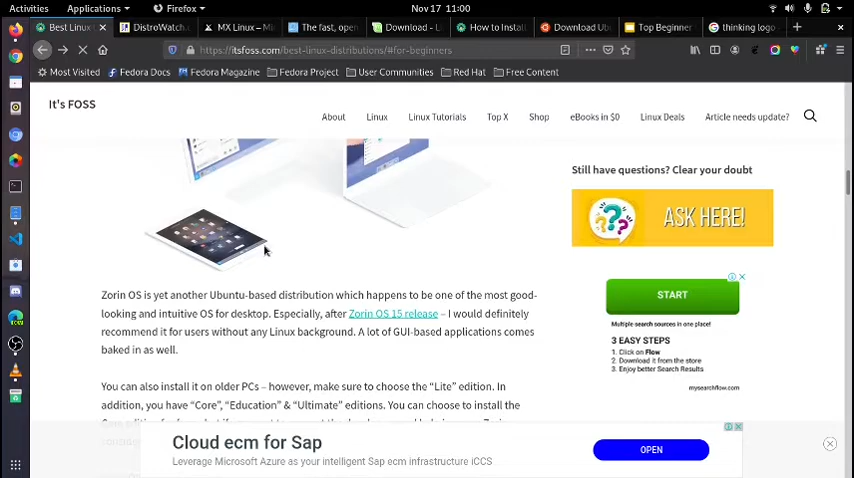 Activities Applications Firefox Nov 17 11:00
Best Linux DistroWatch.c MX Linux – Mi The fast, open Download - Li How to Install Download Ubu Top Beginner thinking logo
https://itsfoss.com/best-linux-distributions/#for-beginners
Most Visited Fedora Docs Fedora Magazine Fedora Project User Communities Red Hat Free Content
It's FOSS
About Linux Linux Tutorials Top X Shop eBooks in $0 Linux Deals Article needs update?
Still have questions? Clear your doubt
ASK HERE!
Zorin OS is yet another Ubuntu-based distribution which happens to be one of the most good-
looking and intuitive OS for desktop. Especially, after Zorin OS 15 release – I would definitely
recommend it for users without any Linux background. A lot of GUI-based applications comes
baked in as well.
You can also install it on older PCs – however, make sure to choose the “Lite” edition. In
addition, you have “Core”, “Education” & “Ultimate” editions. You can choose to install the
START
Multiple search sources in one place!
3 EASY STEPS
1. Click on Flow
2. Download it from the store
3. Enjoy better Search Results
mysearchflow.com
Cloud ecm for Sap
Leverage Microsoft Azure as your intelligent Sap ecm infrastructure iCCS
OPEN